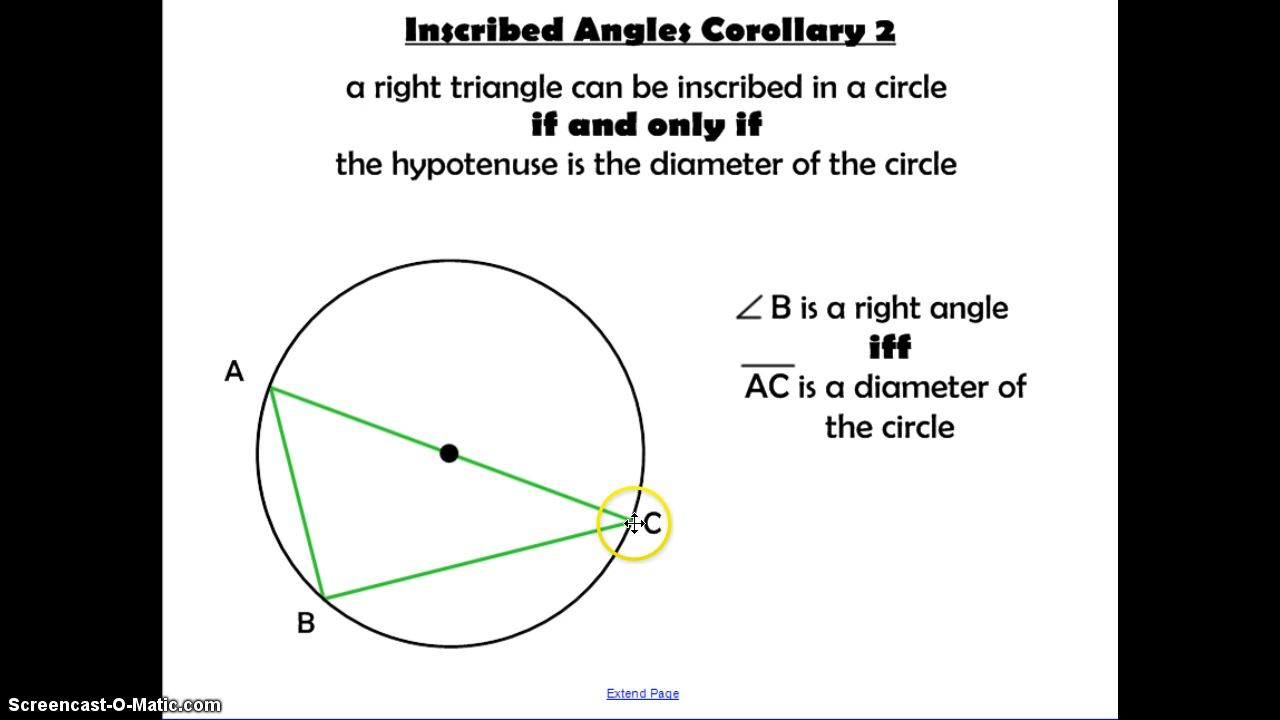 Inscribed Angles Corollary 2
a right triangle can be inscribed in a circle
if and only if
the hypotenuse is the diameter of the circle
∠ B is a right angle
iff
A̅C̅ is a diameter of
the circle
A
C
B
Extend Page
Screencast-O-Matic.com